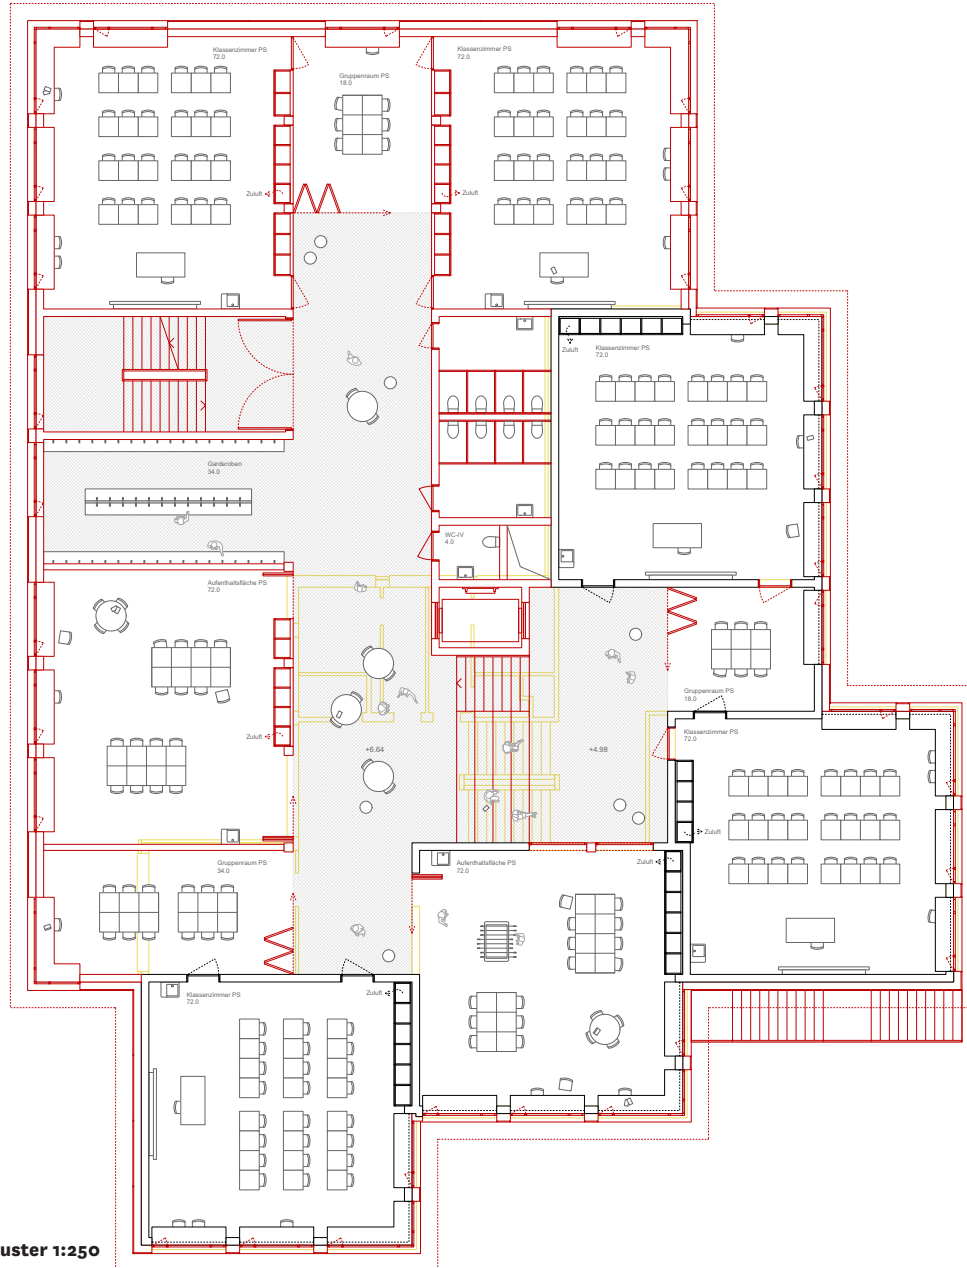 Klassenzimmer PS
72.0
Klassenzimmer PS
72.0
Gruppenraum PS
18.0
Zuluft
Zuluft
Zuluft
Klassenzimmer PS
72.0
Garderoben
34.0
WC-IV
4.0
Aufenthaltsfläche PS
72.0
Gruppenraum PS
18.0
Zuluft
+6.64
+4.98
Klassenzimmer PS
72.0
Zuluft
Gruppenraum PS
34.0
Aufenthaltsfläche PS
72.0
Zuluft
Klassenzimmer PS
72.0
Zuluft
uster 1:250